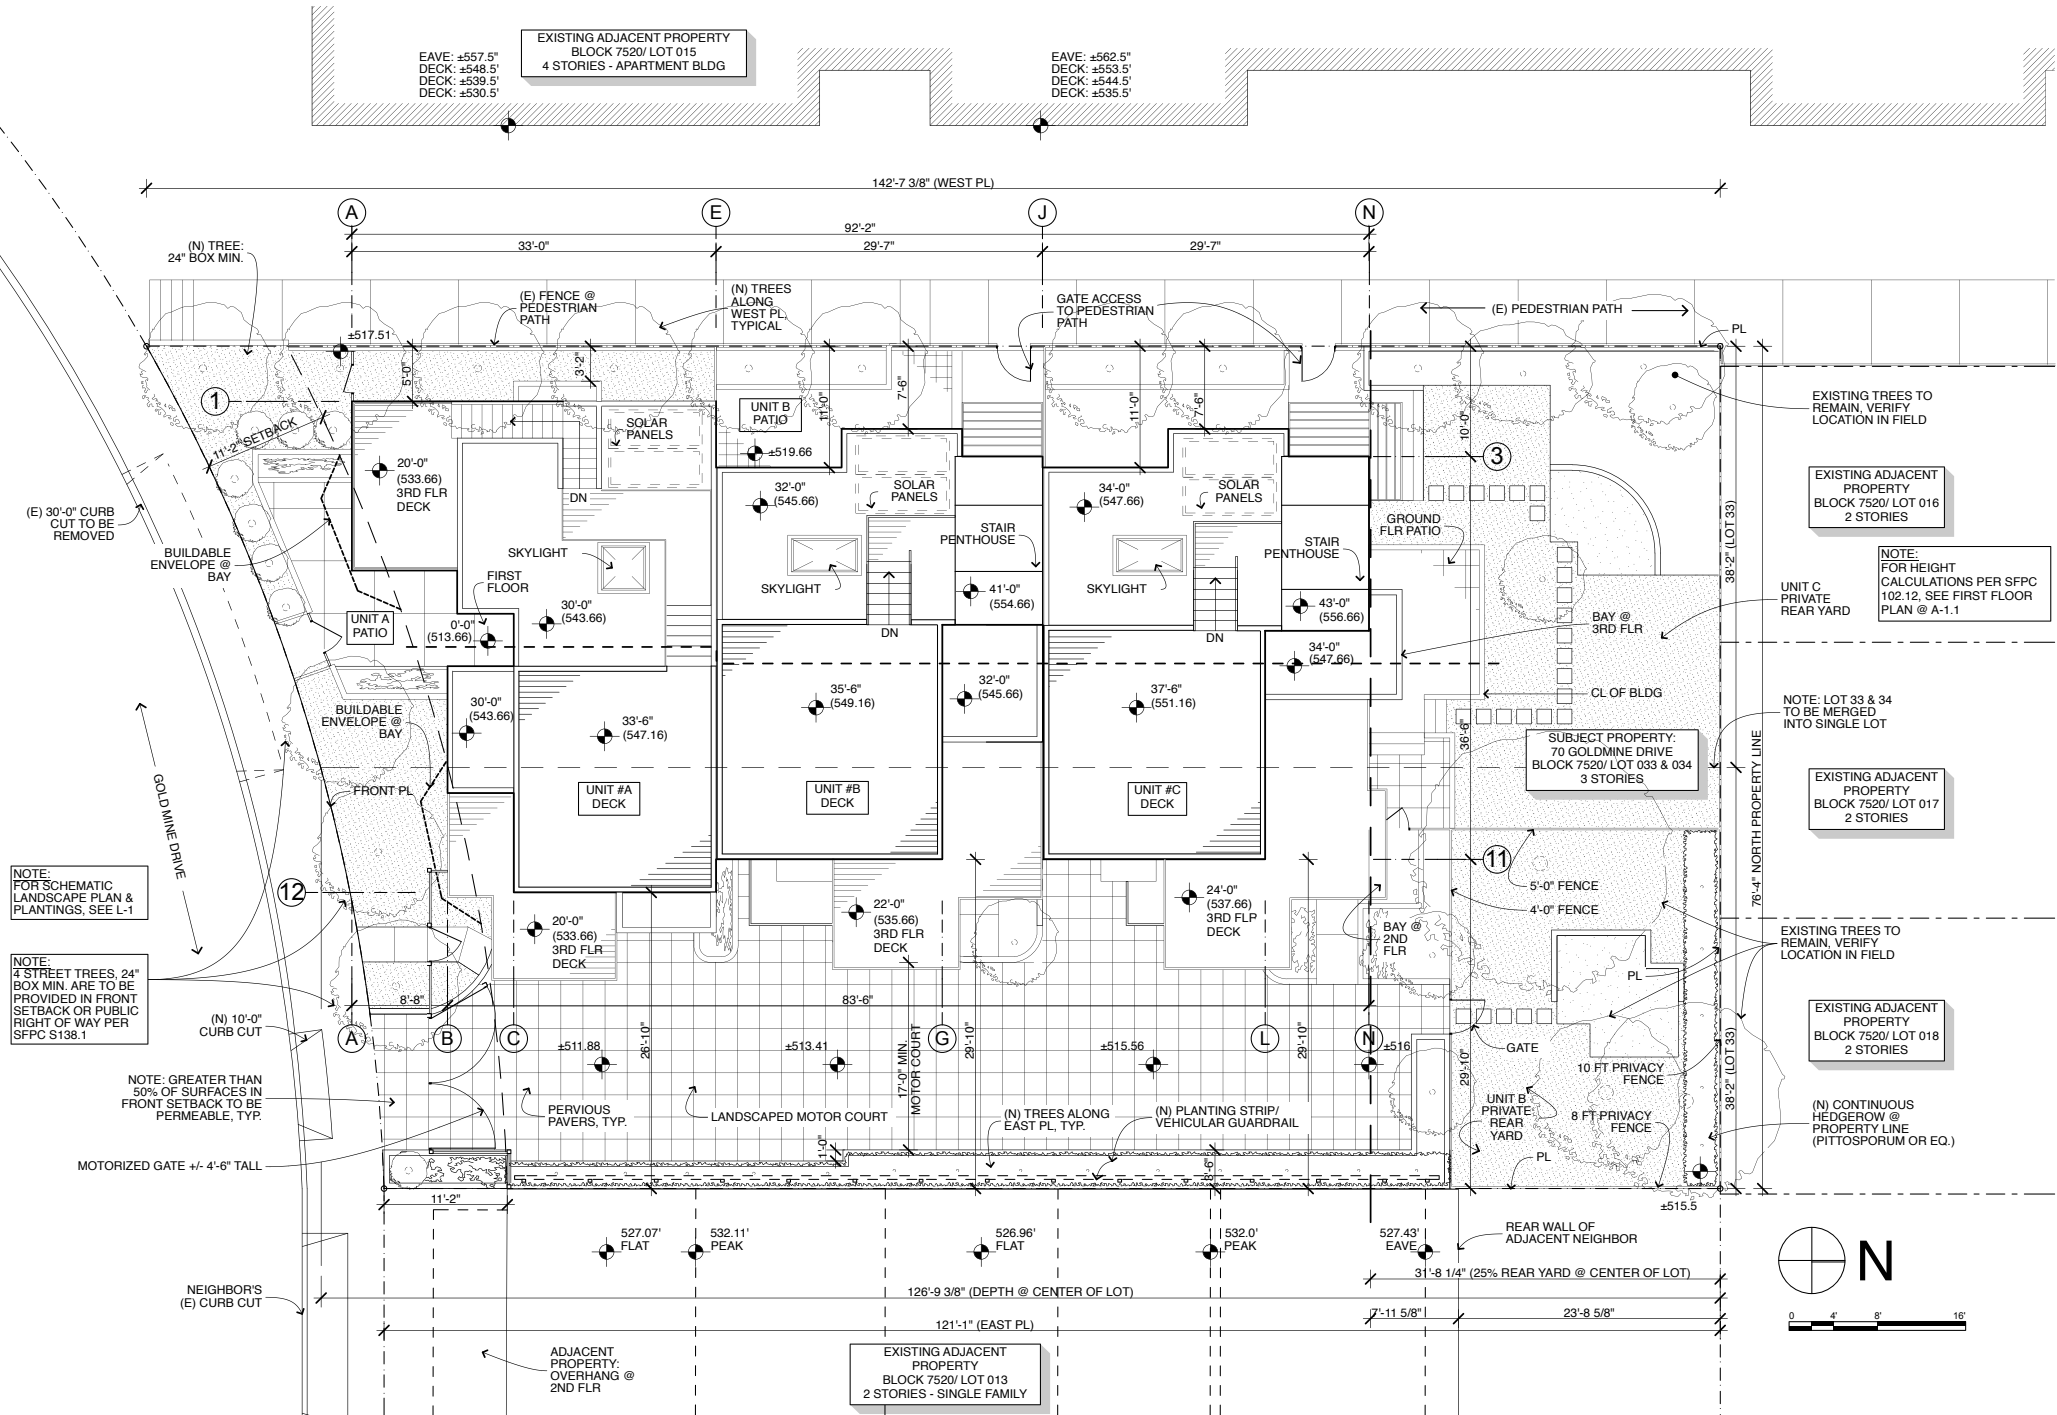 EXISTING ADJACENT PROPERTY
BLOCK 7520/ LOT 015
4 STORIES - APARTMENT BLDG
EAVE: ±557.5"
DECK: ±548.5'
DECK: ±539.5'
DECK: ±530.5'
EAVE: ±562.5"
DECK: ±553.5'
DECK: ±544.5'
DECK: ±535.5'
142'-7 3/8" (WEST PL)
A
E
J
N
92'-2"
33'-0"
29'-7"
29'-7"
(N) TREE:
24" BOX MIN.
(E) FENCE @
PEDESTRIAN
PATH
(N) TREES
ALONG
WEST PL,
TYPICAL
GATE ACCESS
TO PEDESTRIAN
PATH
(E) PEDESTRIAN PATH
PL
±517.51
5'-0"
3'-2"
11'-0"
7'-6"
11'-0"
7'-6"
10'-0"
1
11'-2" SETBACK
UNIT B
PATIO
±519.66
SOLAR
PANELS
20'-0"
(533.66)
3RD FLR
DECK
DN
32'-0"
(545.66)
SOLAR
PANELS
34'-0"
(547.66)
SOLAR
PANELS
3
EXISTING TREES TO
REMAIN, VERIFY
LOCATION IN FIELD
EXISTING ADJACENT
PROPERTY
BLOCK 7520/ LOT 016
2 STORIES
38'-2" (LOT 33)
NOTE:
FOR HEIGHT
CALCULATIONS PER SFPC
102.12, SEE FIRST FLOOR
PLAN @ A-1.1
(E) 30'-0" CURB
CUT TO BE
REMOVED
BUILDABLE
ENVELOPE @
BAY
SKYLIGHT
FIRST
FLOOR
STAIR
PENTHOUSE
STAIR
PENTHOUSE
GROUND
FLR PATIO
SKYLIGHT
SKYLIGHT
41'-0"
(554.66)
43'-0"
(556.66)
UNIT C
PRIVATE
REAR YARD
UNIT A
PATIO
0'-0"
(513.66)
30'-0"
(543.66)
DN
DN
BAY @
3RD FLR
34'-0"
(547.66)
CL OF BLDG
NOTE: LOT 33 & 34
TO BE MERGED
INTO SINGLE LOT
BUILDABLE
ENVELOPE @
BAY
30'-0"
(543.66)
33'-6"
(547.16)
35'-6"
(549.16)
32'-0"
(545.66)
37'-6"
(551.16)
36'-6"
SUBJECT PROPERTY:
70 GOLDMINE DRIVE
BLOCK 7520/ LOT 033 & 034
3 STORIES
76'-4" NORTH PROPERTY LINE
EXISTING ADJACENT
PROPERTY
BLOCK 7520/ LOT 017
2 STORIES
GOLD MINE DRIVE
FRONT PL
UNIT #A
DECK
UNIT #B
DECK
UNIT #C
DECK
NOTE:
FOR SCHEMATIC
LANDSCAPE PLAN &
PLANTINGS, SEE L-1
12
11
5'-0" FENCE
4'-0" FENCE
20'-0"
(533.66)
3RD FLR
DECK
22'-0"
(535.66)
3RD FLR
DECK
24'-0"
(537.66)
3RD FLP
DECK
BAY @
2ND
FLR
EXISTING TREES TO
REMAIN, VERIFY
LOCATION IN FIELD
PL
NOTE:
4 STREET TREES, 24"
BOX MIN. ARE TO BE
PROVIDED IN FRONT
SETBACK OR PUBLIC
RIGHT OF WAY PER
SFPC S138.1
8'-8"
83'-6"
(N) 10'-0"
CURB CUT
A
B
C
G
L
N
26'-10"
17'-0" MIN.
MOTOR COURT
29'-10"
29'-10"
29'-10"
±511.88
±513.41
±515.56
±516
GATE
EXISTING ADJACENT
PROPERTY
BLOCK 7520/ LOT 018
2 STORIES
38'-2" (LOT 33)
10 FT PRIVACY
FENCE
NOTE: GREATER THAN
50% OF SURFACES IN
FRONT SETBACK TO BE
PERMEABLE, TYP.
PERVIOUS
PAVERS, TYP.
LANDSCAPED MOTOR COURT
(N) TREES ALONG
EAST PL, TYP.
(N) PLANTING STRIP/
VEHICULAR GUARDRAIL
UNIT B
PRIVATE
REAR
YARD
8 FT PRIVACY
FENCE
(N) CONTINUOUS
HEDGEROW @
PROPERTY LINE
(PITTOSPORUM OR EQ.)
MOTORIZED GATE +/- 4'-6" TALL
1'-0"
PL
11'-2"
±515.5
527.07'
FLAT
532.11'
PEAK
526.96'
FLAT
532.0'
PEAK
527.43'
EAVE
REAR WALL OF
ADJACENT NEIGHBOR
N
31'-8 1/4" (25% REAR YARD @ CENTER OF LOT)
NEIGHBOR'S
(E) CURB CUT
126'-9 3/8" (DEPTH @ CENTER OF LOT)
7'-11 5/8"
23'-8 5/8"
0 4' 8' 16'
121'-1" (EAST PL)
ADJACENT
PROPERTY:
OVERHANG @
2ND FLR
EXISTING ADJACENT
PROPERTY
BLOCK 7520/ LOT 013
2 STORIES - SINGLE FAMILY